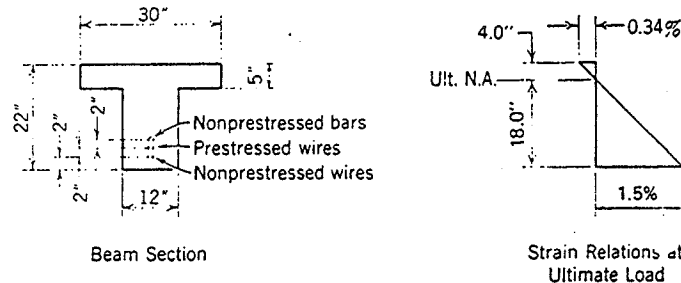 30"
5"
22"
2"
2"
2"
Nonprestressed bars
Prestressed wires
Nonprestressed wires
12"
Beam Section
4.0"
0.34%
Ult. N.A.
18.0"
1.5%
Strain Relations at
Ultimate Load